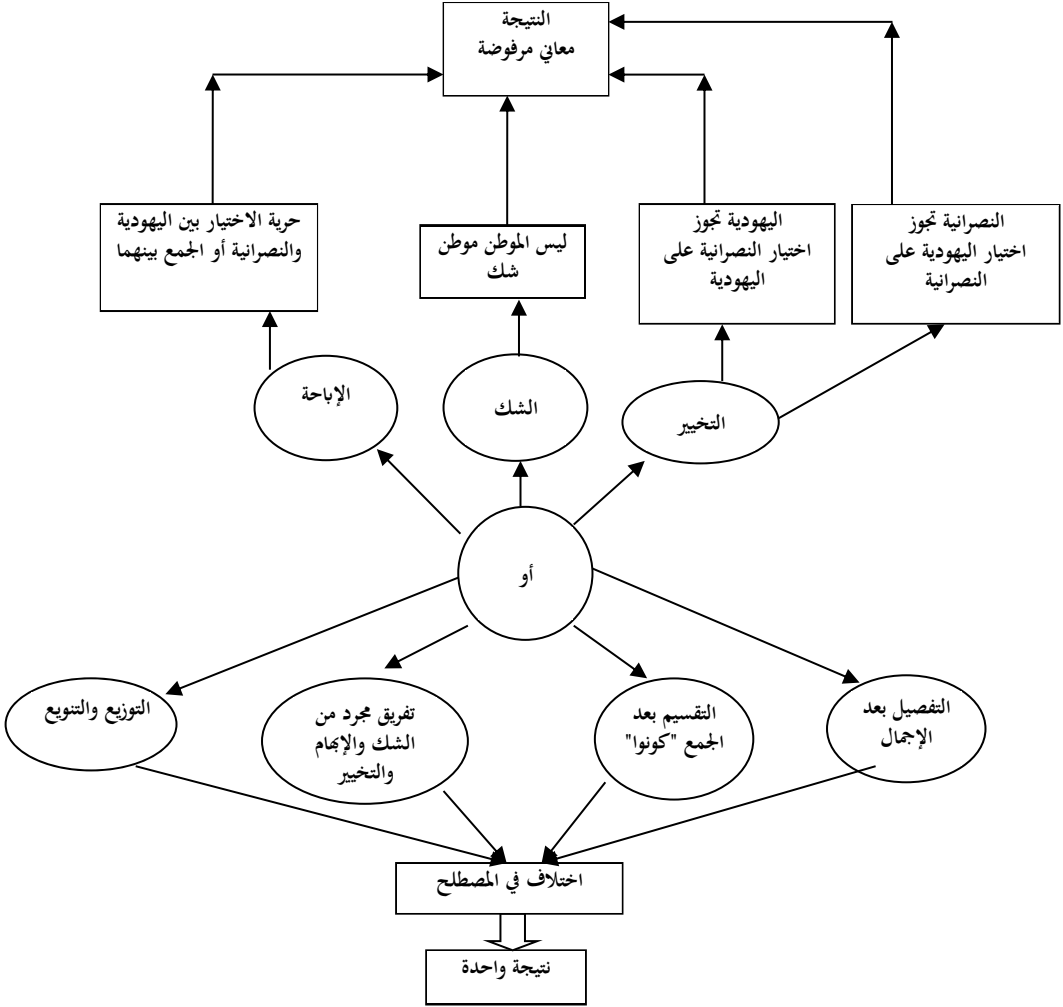 النتيجة
معاني مرفوضة
النصرانية تجوز
اختيار اليهودية على
النصرانية
اليهودية تجوز
اختيار النصرانية على
اليهودية
ليس الموطن موطن
شك
حرية الاختيار بين اليهودية
والنصرانية أو الجمع بينهما
التخيير
الشك
الإباحة
أو
التفصيل بعد
الإجمال
التقسيم بعد
الجمع "كونوا"
تفريق مجرد من
الشك والإبهام
والتخيير
التوزيع والتنويع
اختلاف في المصطلح
نتيجة واحدة